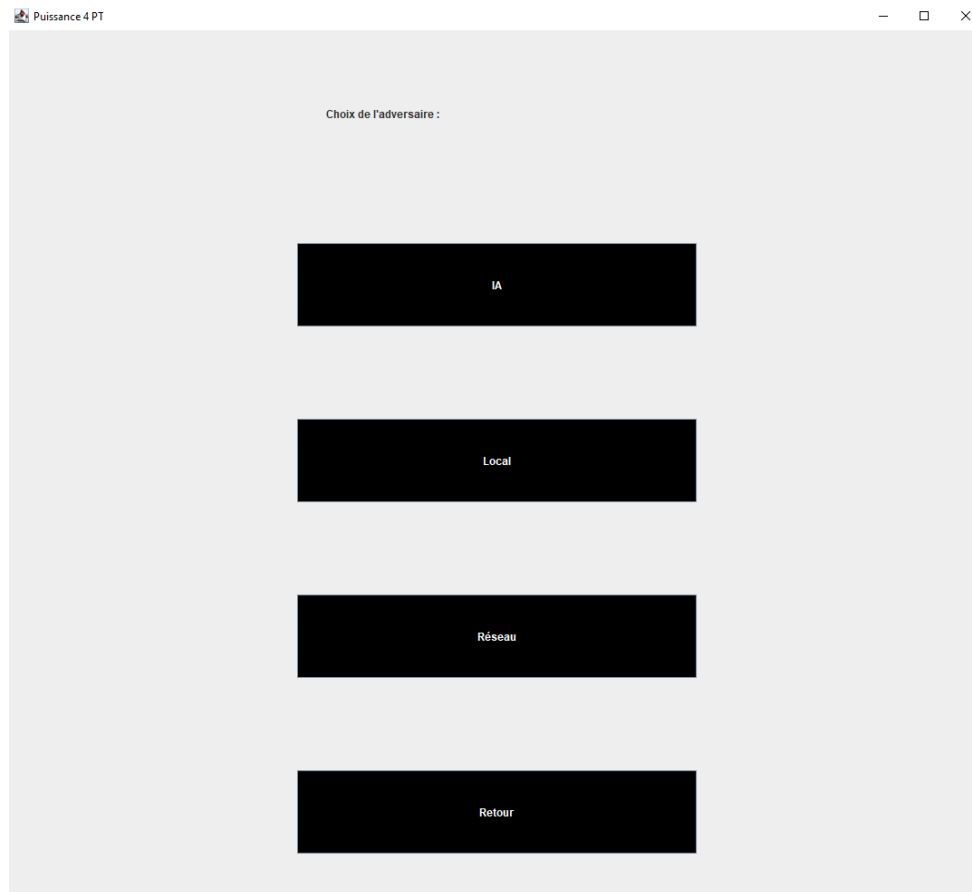 Puissance 4 PT
Choix de l'adversaire :
IA
Local
Réseau
Retour